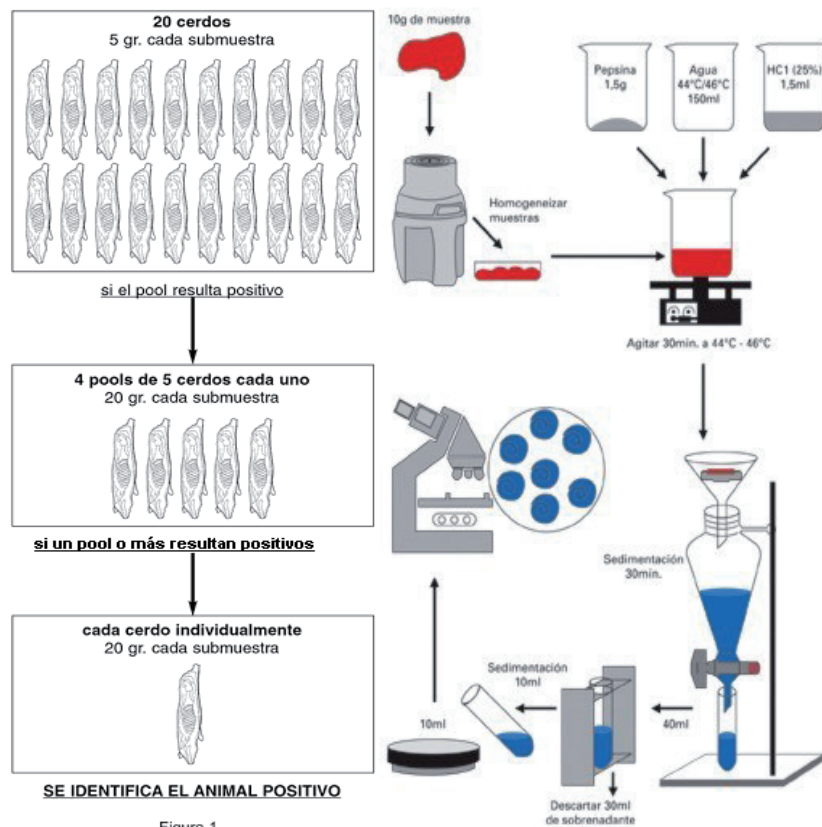 20 cerdos
5 gr. cada submuestra
si el pool resulta positivo
4 pools de 5 cerdos cada uno
20 gr. cada submuestra
si un pool o más resultan positivos
cada cerdo individualmente
20 gr. cada submuestra
SE IDENTIFICA EL ANIMAL POSITIVO
Figure 1
10g de muestra
Homogeneizar
muestras
Pepsina
1,5g
Agua
44°C/46°C
150ml
HC1 (25%)
1,5ml
Agitar 30min. a 44°C - 46°C
Sedimentación
30min.
40ml
Descartar 30ml
de sobrenadante
Sedimentación
10ml
10ml